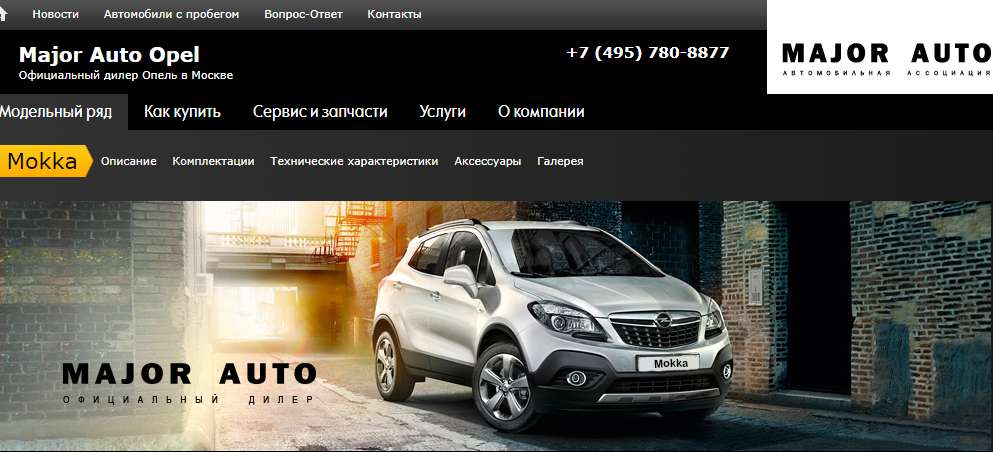 Новости Автомобили с пробегом Вопрос-Ответ Контакты
Major Auto Opel
Официальный дилер Опель в Москве
+7 (495) 780-8877
MAJOR AUTO
АВТОМОБИЛЬНАЯ АССОЦИАЦИЯ
Модельный ряд Как купить Сервис и запчасти Услуги О компании
Mokka Описание Комплектации Технические характеристики Аксессуары Галерея
Mokka
MAJOR AUTO
ОФИЦИАЛЬНЫЙ ДИЛЕР